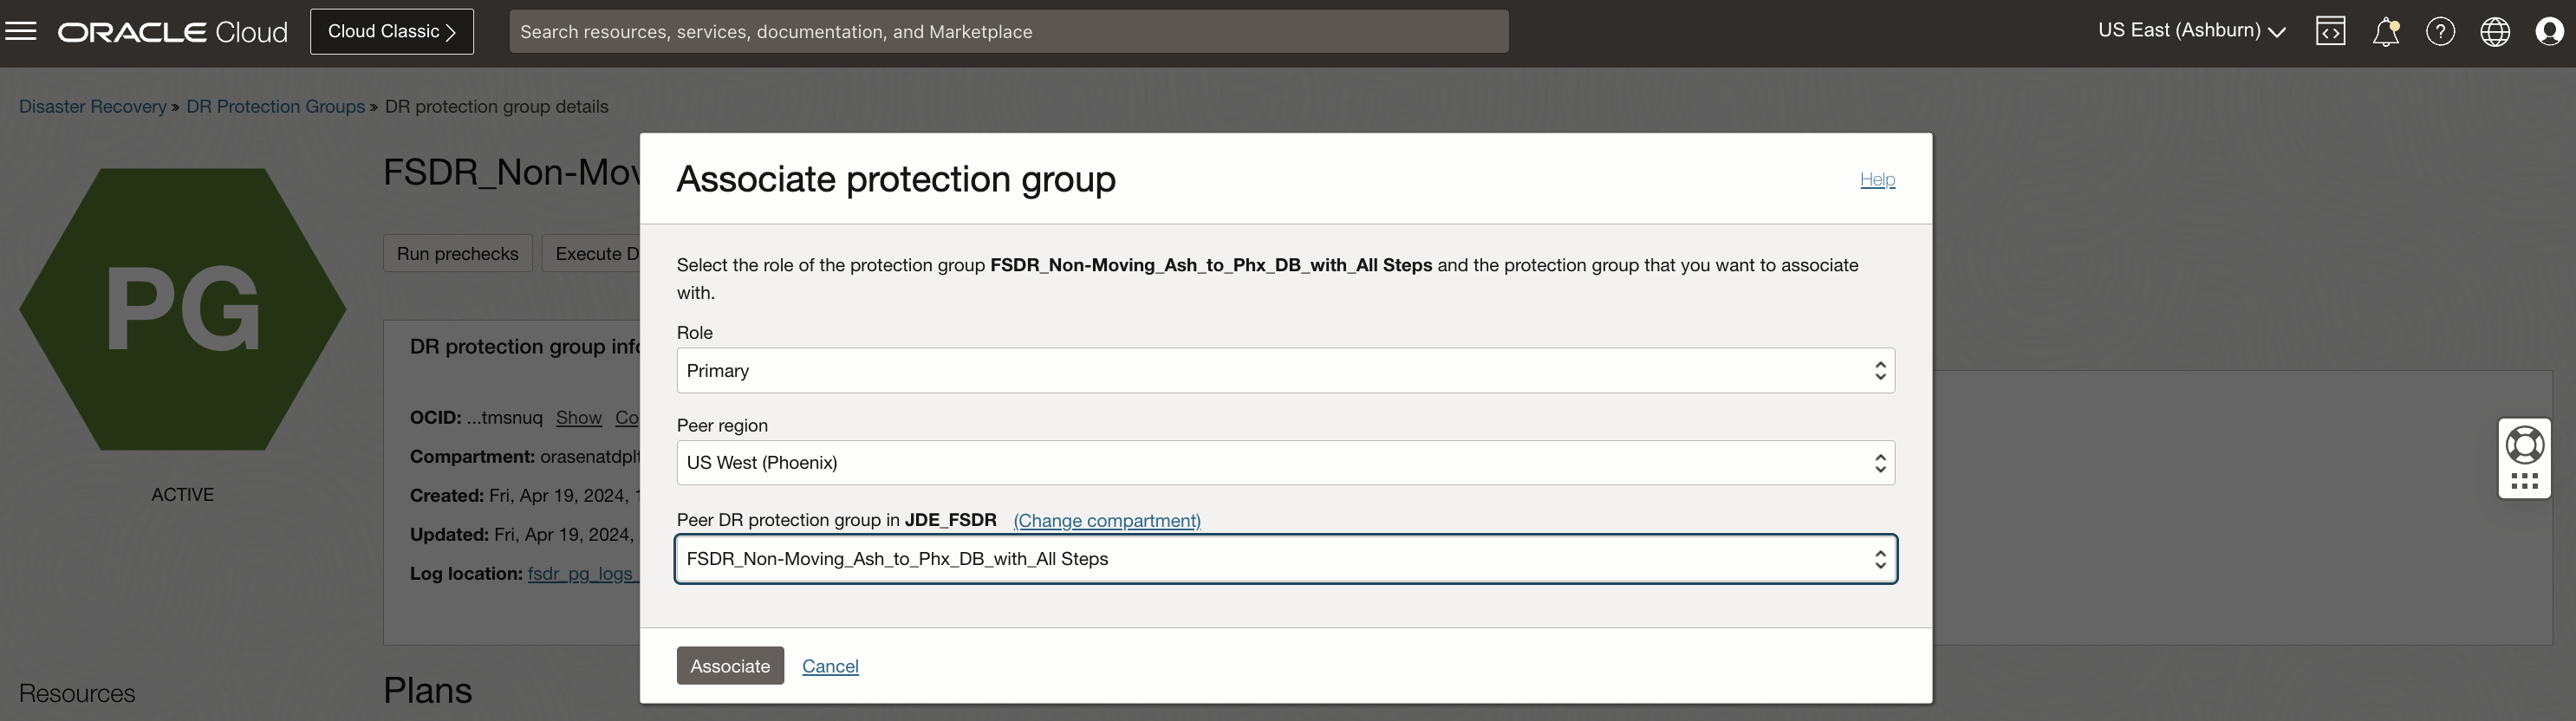 ORACLE Cloud
Cloud Classic >
Search resources, services, documentation, and Marketplace
US East (Ashburn)
Disaster Recovery » DR Protection Groups » DR protection group details
PG
ACTIVE
FSDR_Non-Mov
Run prechecks
Execute D
DR protection group info
OCID: ...tmsnuq Show Co
Compartment: orasenatdplt
Created: Fri, Apr 19, 2024, 1
Updated: Fri, Apr 19, 2024,
Log location: fsdr_pg_logs_
Resources
Plans
Associate protection group
Help
Select the role of the protection group FSDR_Non-Moving_Ash_to_Phx_DB_with_All Steps and the protection group that you want to associate
with.
Role
Primary
Peer region
US West (Phoenix)
Peer DR protection group in JDE_FSDR (Change compartment)
FSDR_Non-Moving_Ash_to_Phx_DB_with_All Steps
Associate
Cancel